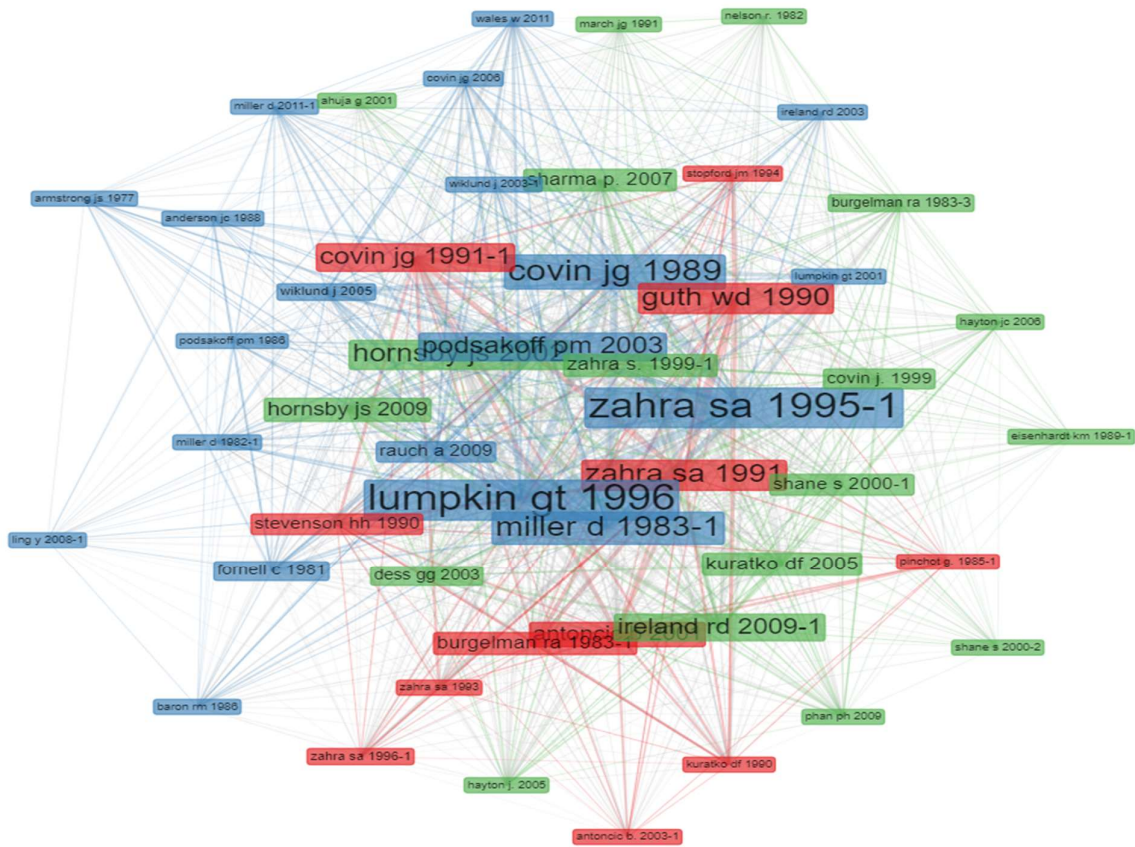 wales w 2011
march jg 1991
nelson r. 1982
covin jg 2006
miller d 2011-1
ahuja g 2001
ireland rd 2003
stopford jm 1994
wiklund j 2003-1
sharma p. 2007
armstrong js 1977
burgelman ra 1983-3
anderson jc 1988
covin jg 1991-1
covin jg 1989
lumpkin gt 2001
wiklund j 2005
guth wd 1990
hayton jc 2006
podsakoff pm 1986
podsakoff pm 2003
hornsby js 2002
zahra s. 1999-1
covin j. 1999
hornsby js 2009
zahra sa 1995-1
eisenhardt km 1989-1
miller d 1982-1
rauch a 2009
zahra sa 1991
shane s 2000-1
lumpkin gt 1996
stevenson hh 1990
miller d 1983-1
ling y 2008-1
fornell c 1981
dess gg 2003
kuratko df 2005
pinchot g. 1985-1
antoncic
ireland rd 2009-1
burgelman ra 1983-1
shane s 2000-2
zahra sa 1993
baron rm 1986
phan ph 2009
zahra sa 1996-1
kuratko df 1990
hayton j. 2005
antoncic b. 2003-1